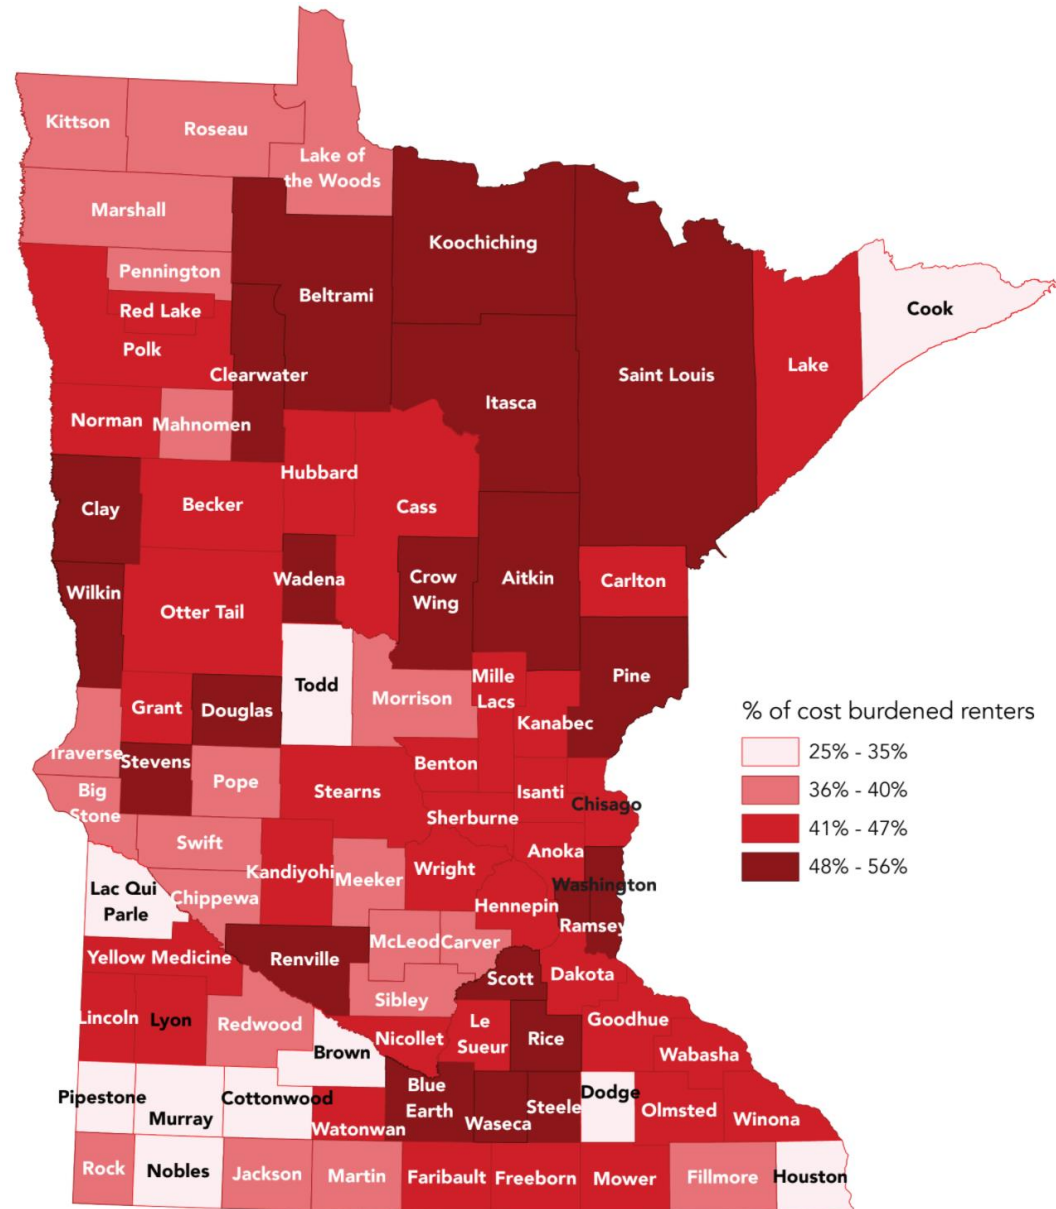 Kittson
Roseau
Lake of
the Woods
Marshall
Koochiching
Pennington
Beltrami
Red Lake
Cook
Polk
Lake
Clearwater
Saint Louis
Itasca
Norman
Mahnomen
Hubbard
Becker
Cass
Clay
Wadena
Crow
Wing
Aitkin
Carlton
Wilkin
Otter Tail
Todd
Mille
Lacs
Pine
Morrison
Grant
Douglas
Kanabec
% of cost burdened renters
25% - 35%
36% - 40%
41% - 47%
48% - 56%
Traverse
Stevens
Benton
Pope
Big
Stone
Stearns
Isanti
Chisago
Sherburne
Swift
Anoka
Kandiyohi
Wright
Meeker
Lac Qui
Parle
Washington
Chippewa
Hennepin
Ramsey
McLeod
Carver
Yellow Medicine
Renville
Scott
Dakota
Sibley
Lincoln
Lyon
Redwood
Le
Sueur
Goodhue
Nicollet
Rice
Brown
Wabasha
Pipestone
Murray
Cottonwood
Blue
Earth
Dodge
Steele
Olmsted
Winona
Waseca
Watonwan
Rock
Nobles
Jackson
Martin
Faribault
Freeborn
Mower
Fillmore
Houston